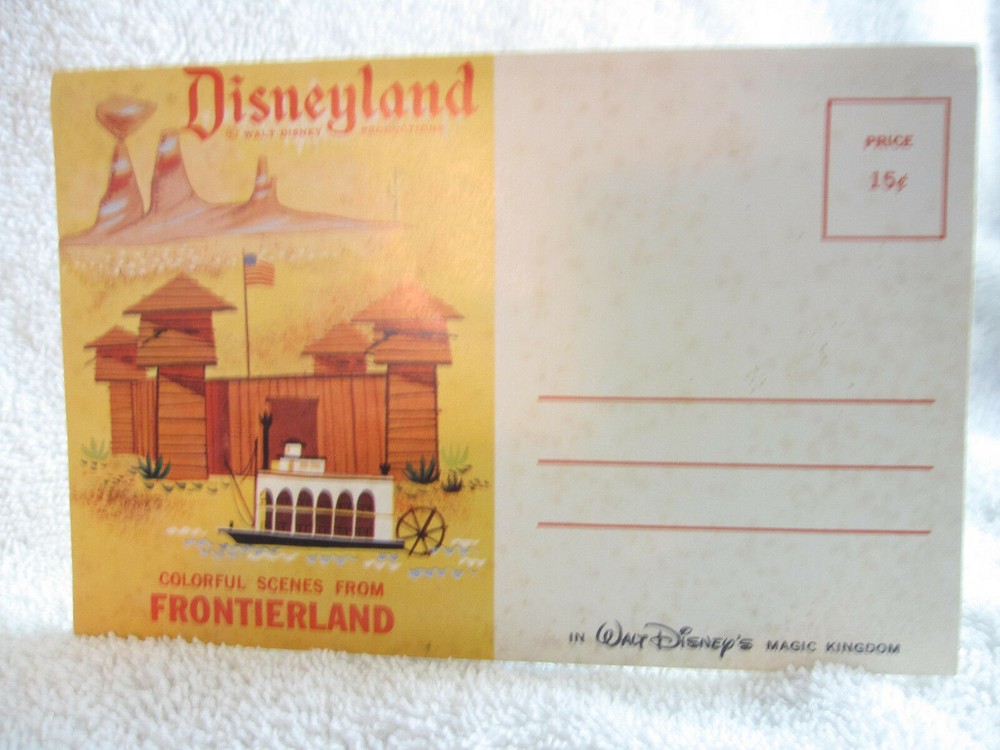 Disneyland
© WALT DISNEY PRODUCTIONS
COLORFUL SCENES FROM
FRONTIERLAND
PRICE
15¢
IN WALT DISNEY'S MAGIC KINGDOM